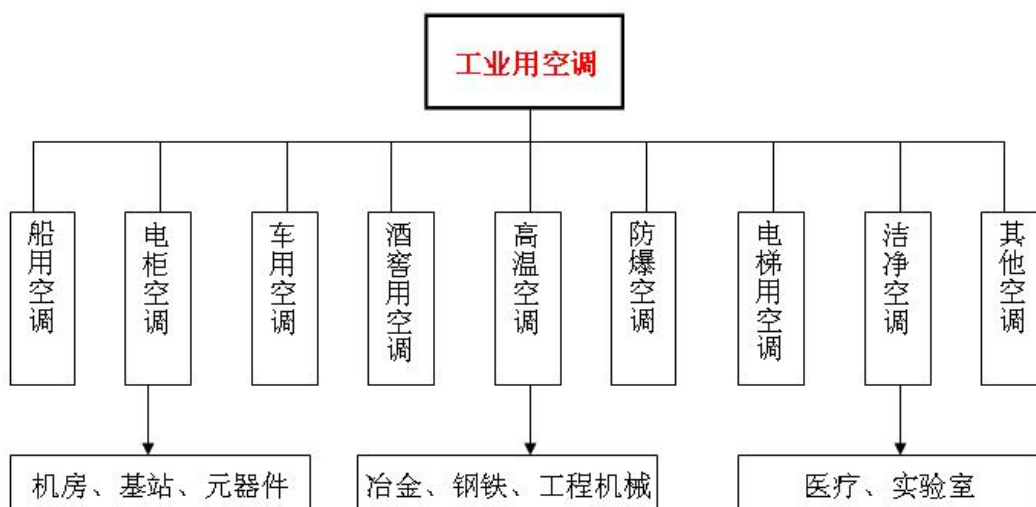 工业用空调
船用空调
电柜空调
车用空调
酒窖用空调
高温空调
防爆空调
电梯用空调
洁净空调
其他空调
机房、基站、元器件
冶金、钢铁、工程机械
医疗、实验室